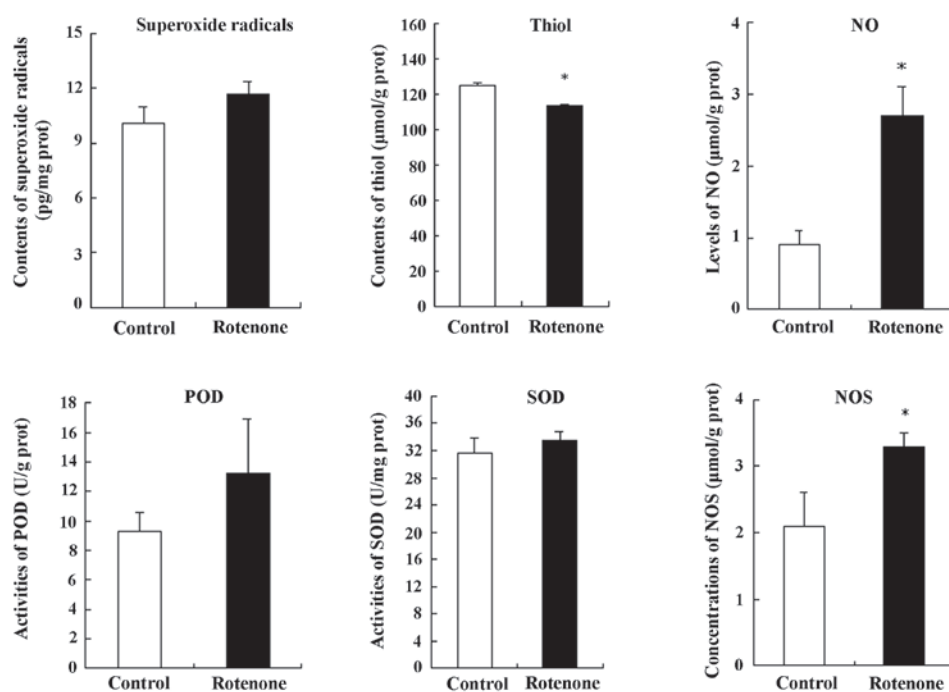 Superoxide radicals
Contents of superoxide radicals
(pg/mg prot)
15
12
9
6
3
0
Control Rotenone
Thiol
Contents of thiol (μmol/g prot)
160
140
120
100
80
60
40
120
0
*
Control Rotenone
NO
Levels of NO (μmol/g prot)
4
3
2
1
0
*
Control Rotenone
POD
Activities of POD (U/g prot)
18
16
14
12
10
8
6
4
2
0
Control Rotenone
SOD
Activities of SOD (U/mg prot)
40
36
32
36
20
24
16
12
8
4
0
Control Rotenone
NOS
Concentrations of NOS (μmol/g prot)
4
3
2
1
0
*
Control Rotenone